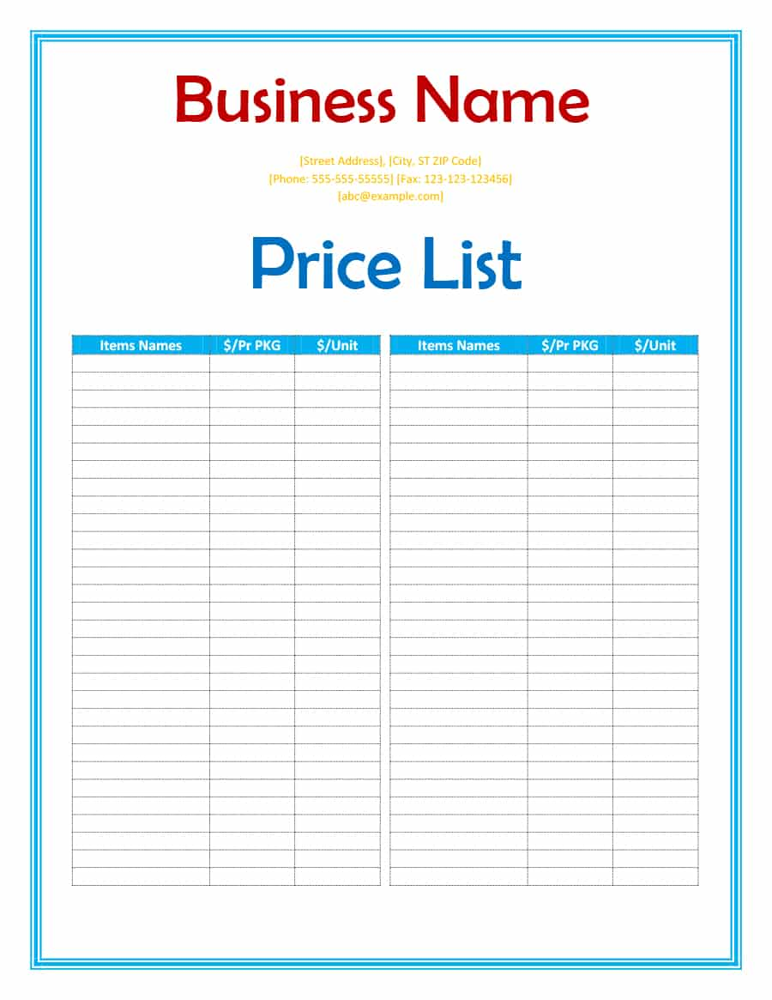 Business Name
[Street Address], [City, ST ZIP Code]
[Phone: 555-555-55555] [Fax: 123-123-123456]
[abc@example.com]
Price List
Items Names $/Pr PKG $/Unit Items Names $/Pr PKG $/Unit